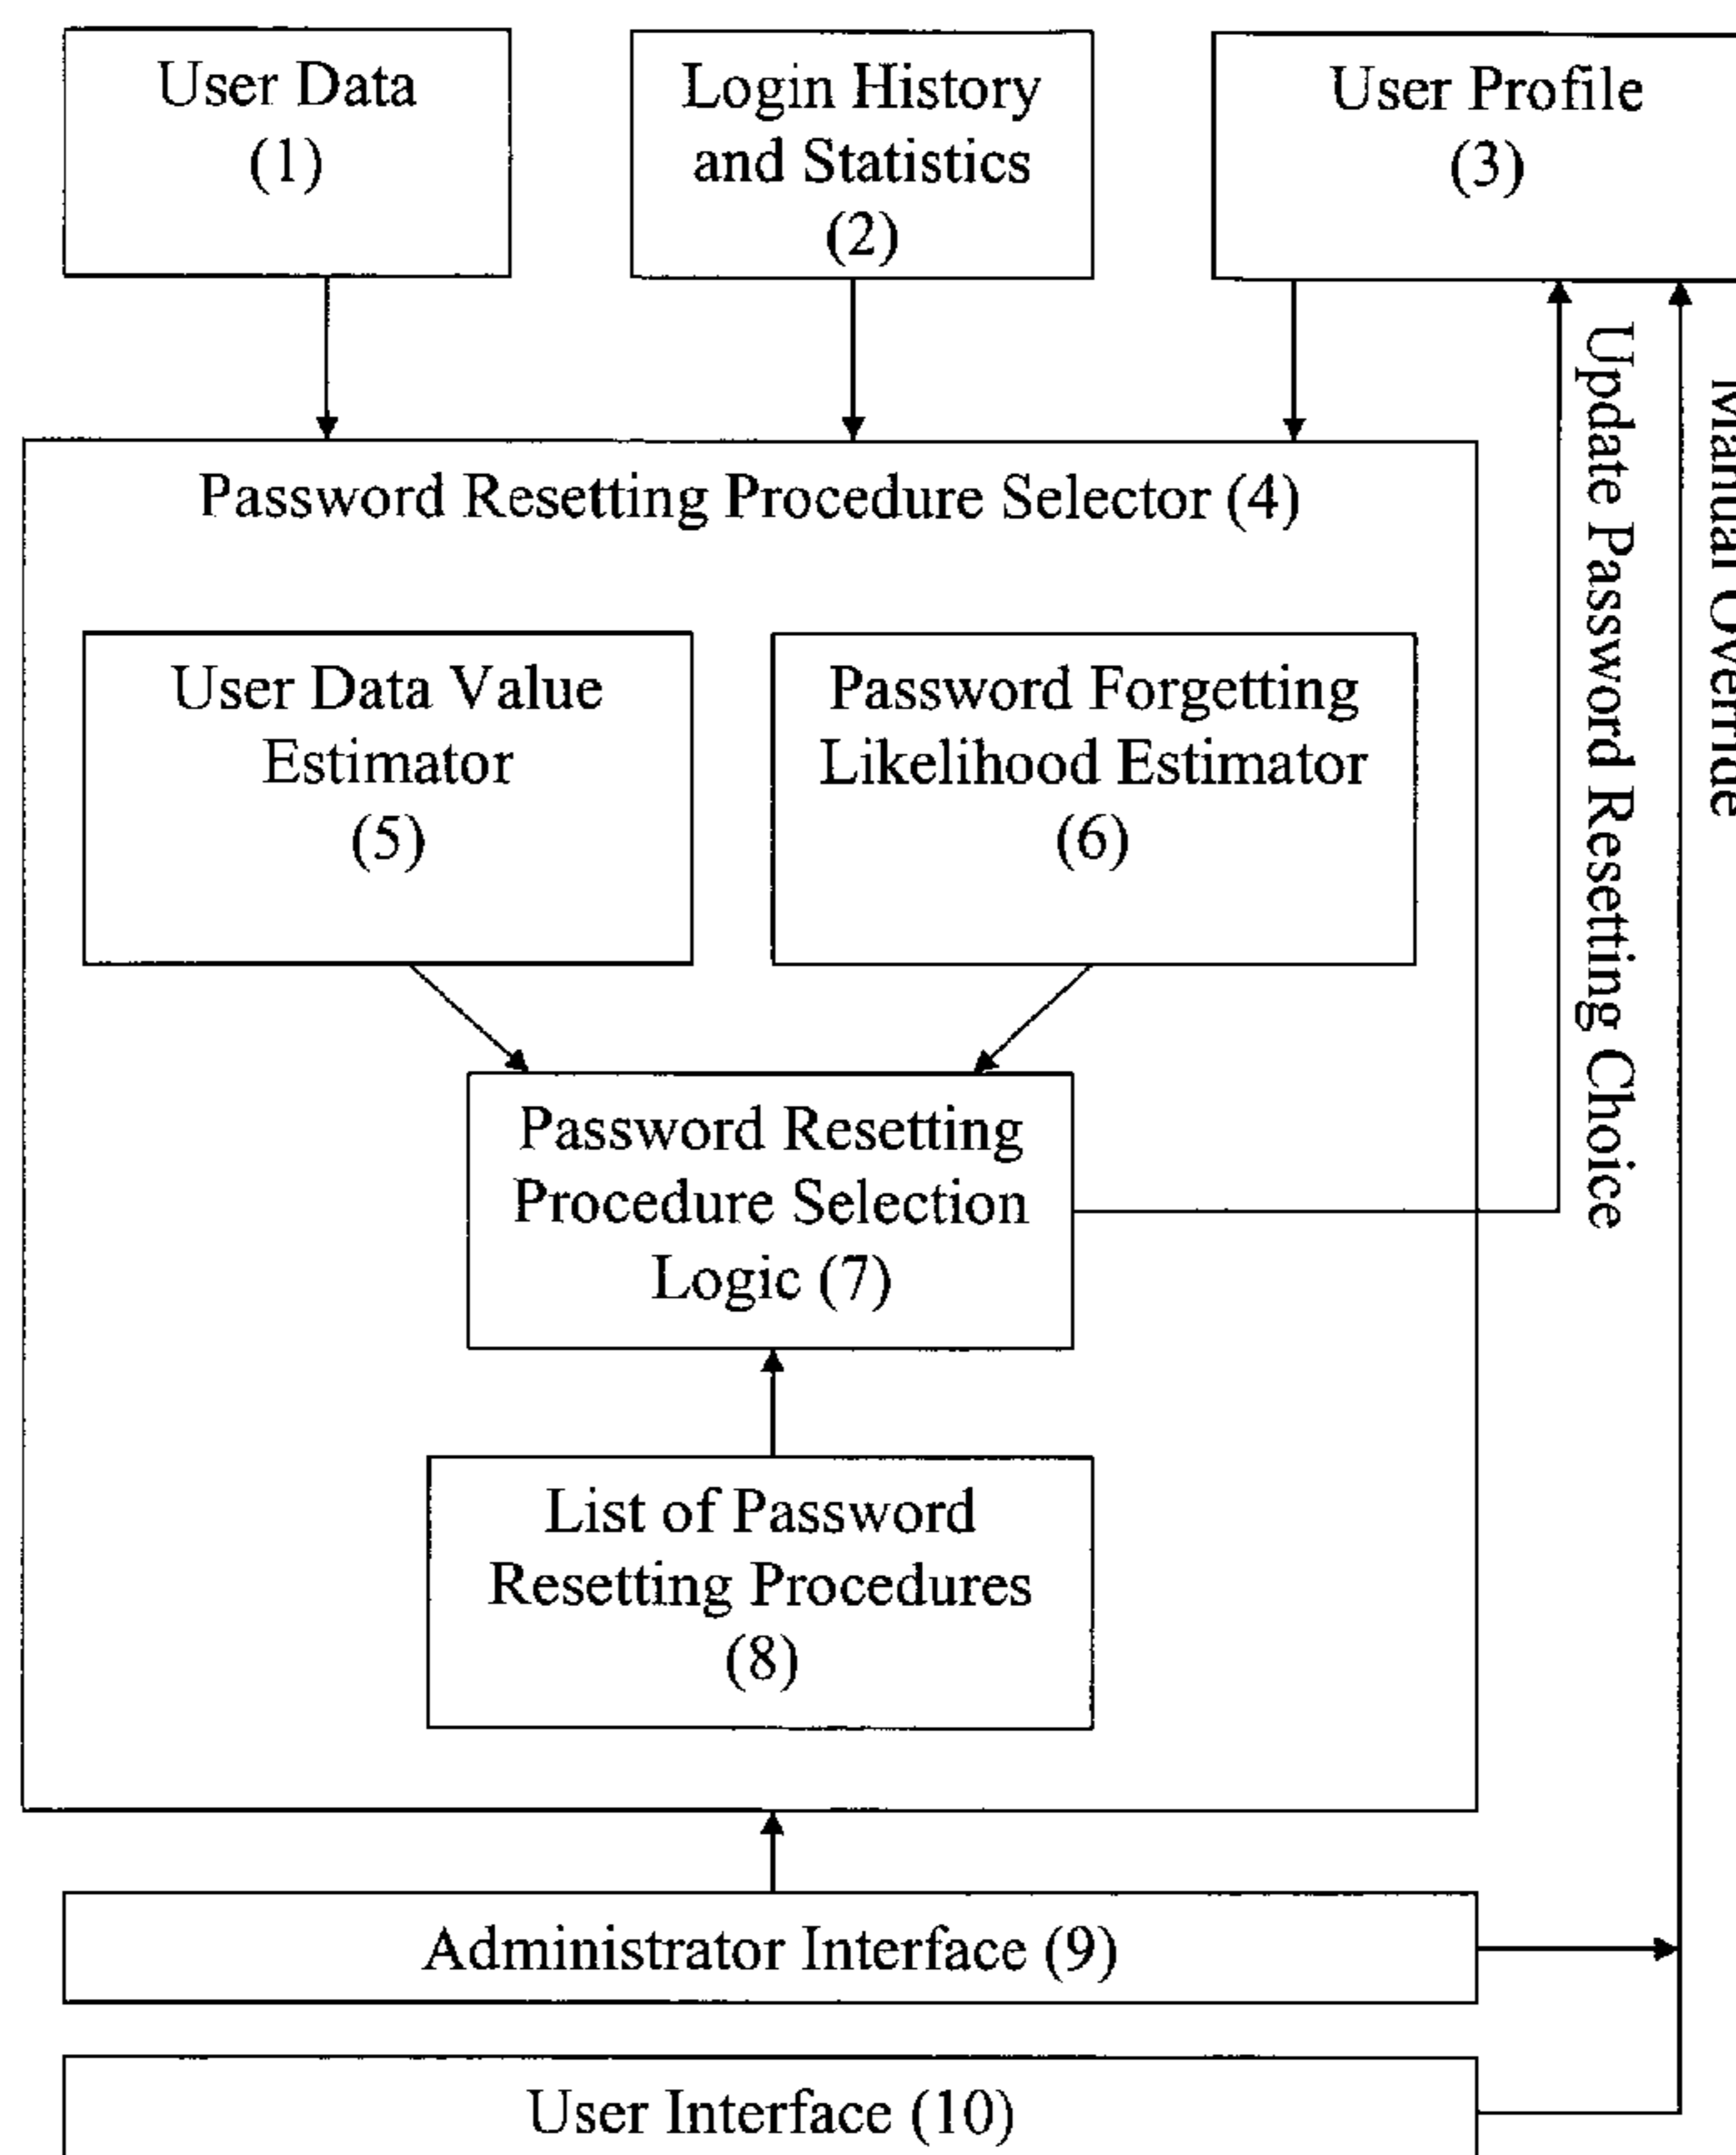 User Data
(1)
Login History
and Statistics
(2)
User Profile
(3)
Update Password Resetting Choice
Manual Override
Password Resetting Procedure Selector (4)
User Data Value
Estimator
(5)
Password Forgetting
Likelihood Estimator
(6)
Password Resetting
Procedure Selection
Logic (7)
List of Password
Resetting Procedures
(8)
Administrator Interface (9)
User Interface (10)